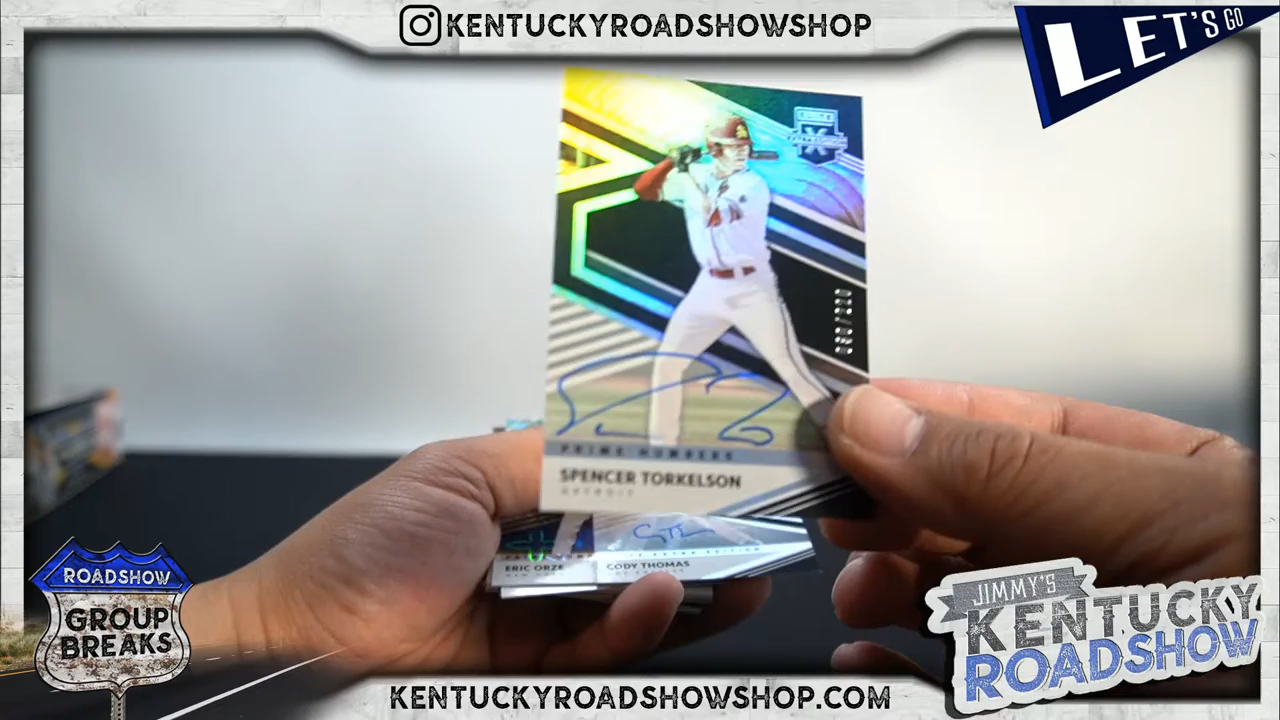 KENTUCKYROADSHOWSHOP
LET'S GO
PRIME NUMBERS
SPENCER TORKELSON
DETROIT
ERIC ORZE
CODY THOMAS
ROADSHOW
GROUP
BREAKS
JIMMY'S
KENTUCKY
ROADSHOW
KENTUCKYROADSHOWSHOP.COM